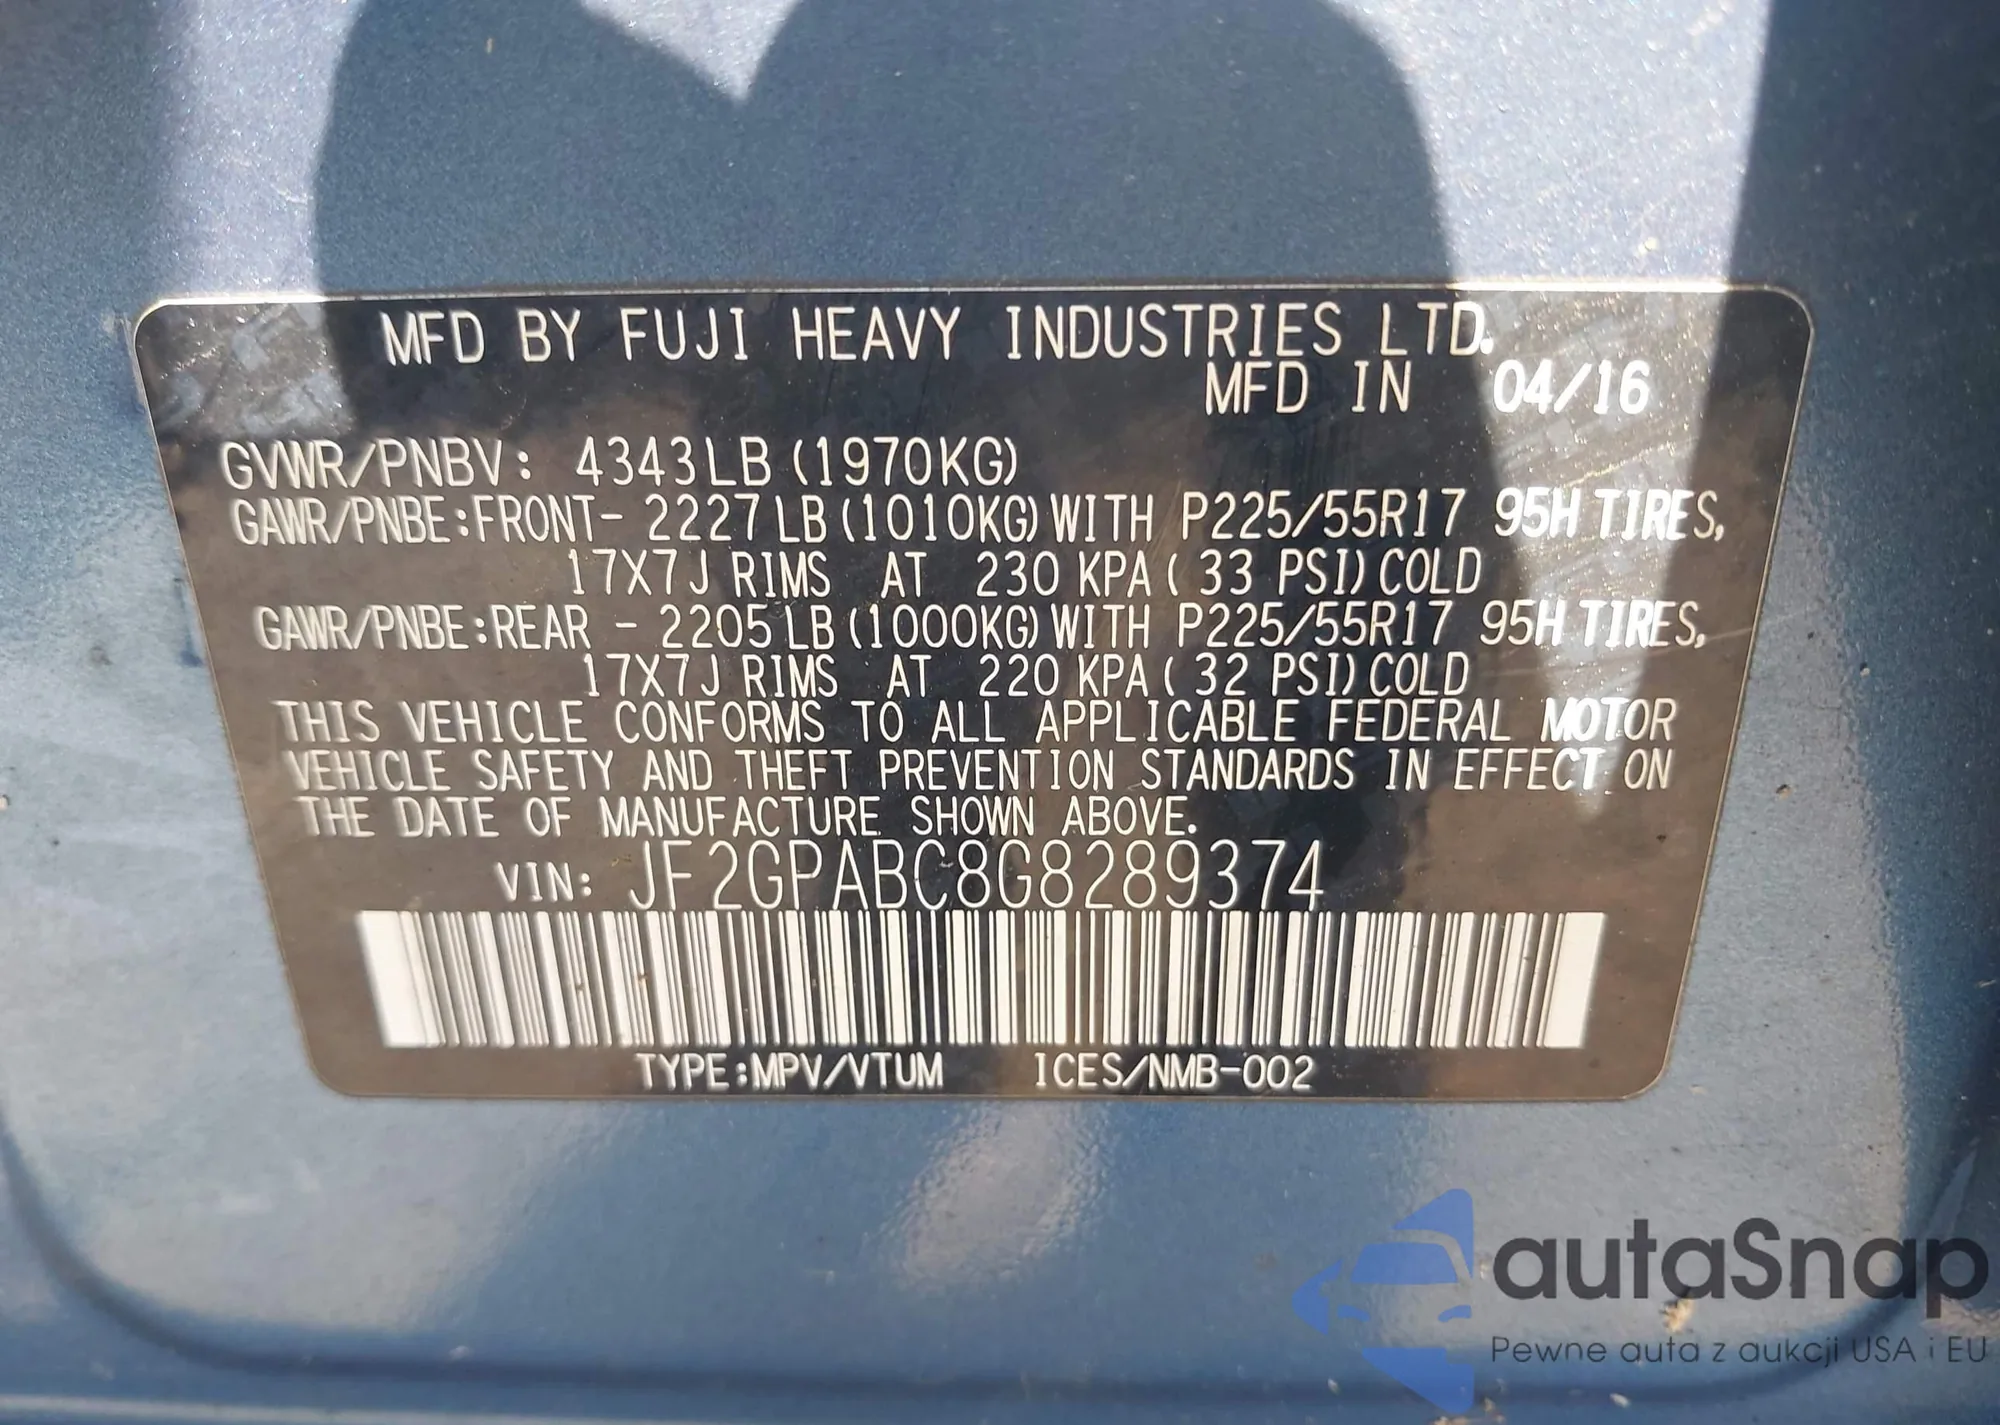 MFD BY FUJI HEAVY INDUSTRIES LTD.
MFD IN 04/16
GVWR/PNBV: 4343LB (1970KG)
GAWR/PNBE:FRONT- 2227LB (1010KG) WITH P225/55R17 95H TIRES,
17X7J RIMS AT 230 KPA ( 33 PSI) COLD
GAWR/PNBE:REAR - 2205LB (1000KG) WITH P225/55R17 95H TIRES,
17X7J RIMS AT 220 KPA ( 32 PSI) COLD
THIS VEHICLE CONFORMS TO ALL APPLICABLE FEDERAL MOTOR
VEHICLE SAFETY AND THEFT PREVENTION STANDARDS IN EFFECT ON
THE DATE OF MANUFACTURE SHOWN ABOVE.
VIN: JF2GPABC8G8289374
TYPE:MPV/VTUM ICES/NMB-002
autaSnap
Pewne auta z aukcji USA i EU